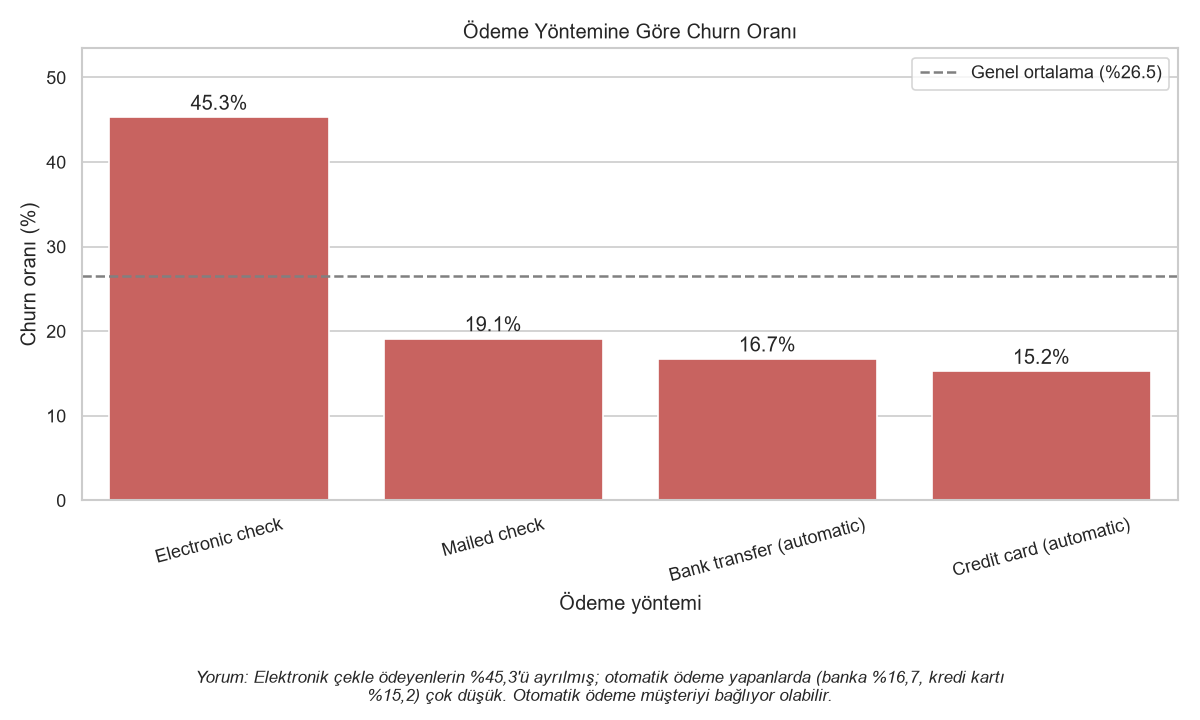 Ödeme Yöntemine Göre Churn Oranı
Genel ortalama (%26.5)
Churn oranı (%)
50
40
30
20
10
0
45.3%
19.1%
16.7%
15.2%
Electronic check
Mailed check
Bank transfer (automatic)
Credit card (automatic)
Ödeme yöntemi
Yorum: Elektronik çekle ödeyenlerin %45,3'ü ayrılmış; otomatik ödeme yapanlarda (banka %16,7, kredi kartı
%15,2) çok düşük. Otomatik ödeme müşteriyi bağlıyor olabilir.